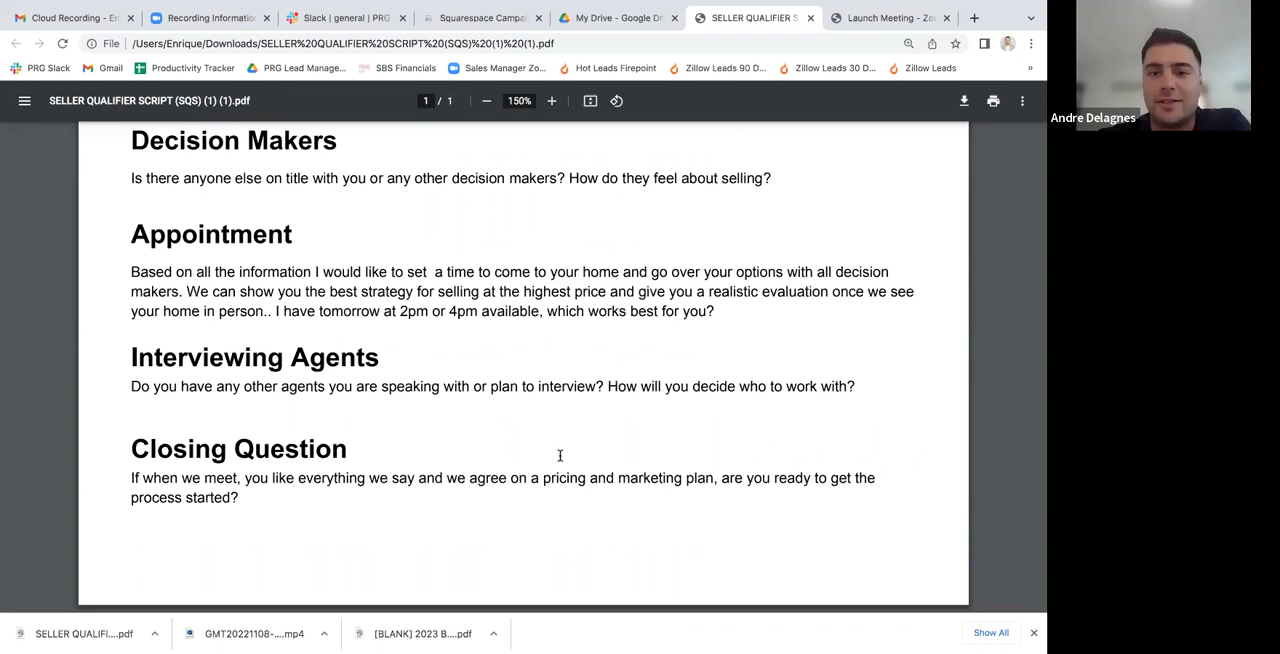 Cloud Recording - En
Recording Informatio
Slack | general | PRG
Squarespace Campai
My Drive - Google Dr
SELLER QUALIFIER S
Launch Meeting - Zoo
File
/Users/Enrique/Downloads/SELLER%20QUALIFIER%20SCRIPT%20(SQS)%20(1)%20(1).pdf
PRG Slack
Gmail
Productivity Tracker
PRG Lead Manage...
SBS Financials
Sales Manager Zo...
Hot Leads Firepoint
Zillow Leads 90 D...
Zillow Leads 30 D...
Zillow Leads
»
SELLER QUALIFIER SCRIPT (SQS) (1) (1).pdf
1 / 1
150%
Andre Delagnes
Decision Makers
Is there anyone else on title with you or any other decision makers? How do they feel about selling?
Appointment
Based on all the information I would like to set a time to come to your home and go over your options with all decision
makers. We can show you the best strategy for selling at the highest price and give you a realistic evaluation once we see
your home in person.. I have tomorrow at 2pm or 4pm available, which works best for you?
Interviewing Agents
Do you have any other agents you are speaking with or plan to interview? How will you decide who to work with?
Closing Question
If when we meet, you like everything we say and we agree on a pricing and marketing plan, are you ready to get the
process started?
SELLER QUALIFI....pdf
GMT20221108-....mp4
[BLANK] 2023 B....pdf
Show All